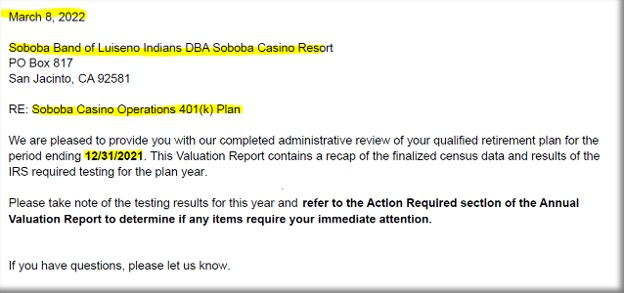 March 8, 2022
Soboba Band of Luiseno Indians DBA Soboba Casino Resort
PO Box 817
San Jacinto, CA 92581
RE: Soboba Casino Operations 401(k) Plan
We are pleased to provide you with our completed administrative review of your qualified retirement plan for the
period ending 12/31/2021. This Valuation Report contains a recap of the finalized census data and results of the
IRS required testing for the plan year.
Please take note of the testing results for this year and refer to the Action Required section of the Annual
Valuation Report to determine if any items require your immediate attention.
If you have questions, please let us know.